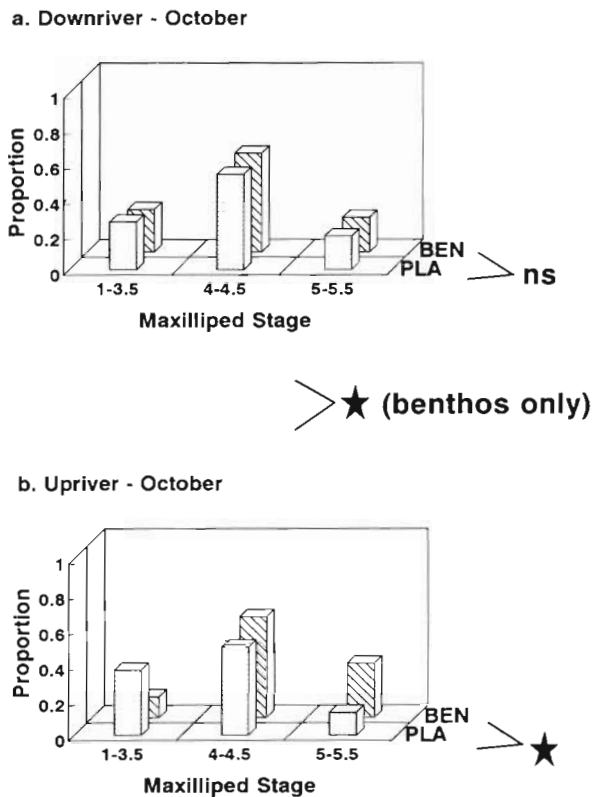 a. Downriver - October
Proportion
1
0.8
0.6
0.4
0.2
0
1-3.5 4-4.5 5-5.5
BEN
PLA
ns
Maxilliped Stage
★ (benthos only)
b. Upriver - October
Proportion
1
0.8
0.6
0.4
0.2
0
1-3.5 4-4.5 5-5.5
BEN
PLA
★
Maxilliped Stage